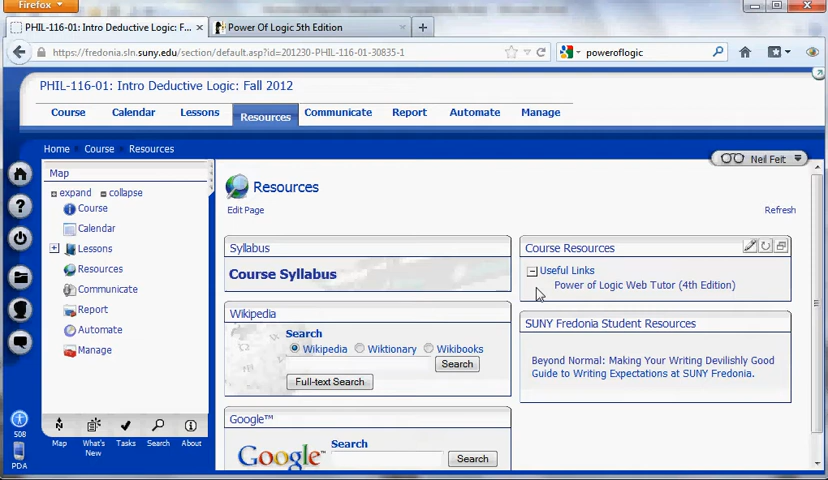 Firefox
PHIL-116-01: Intro Deductive Logic: F...
Power Of Logic 5th Edition
https://fredonia.sln.suny.edu/section/default.asp?id=201230-PHIL-116-01-30835-1
poweroflogic
PHIL-116-01: Intro Deductive Logic: Fall 2012
Course
Calendar
Lessons
Resources
Communicate
Report
Automate
Manage
Home
Course
Resources
Neil Feit
Map
expand
collapse
Course
Calendar
Lessons
Resources
Communicate
Report
Automate
Manage
Map
What's New
Tasks
Search
About
508
PDA
Resources
Edit Page
Refresh
Syllabus
Course Syllabus
Wikipedia
Search
Wikipedia
Wiktionary
Wikibooks
Search
Full-text Search
Google™
Google™
Search
Search
Course Resources
Useful Links
Power of Logic Web Tutor (4th Edition)
SUNY Fredonia Student Resources
Beyond Normal: Making Your Writing Devilishly Good
Guide to Writing Expectations at SUNY Fredonia.